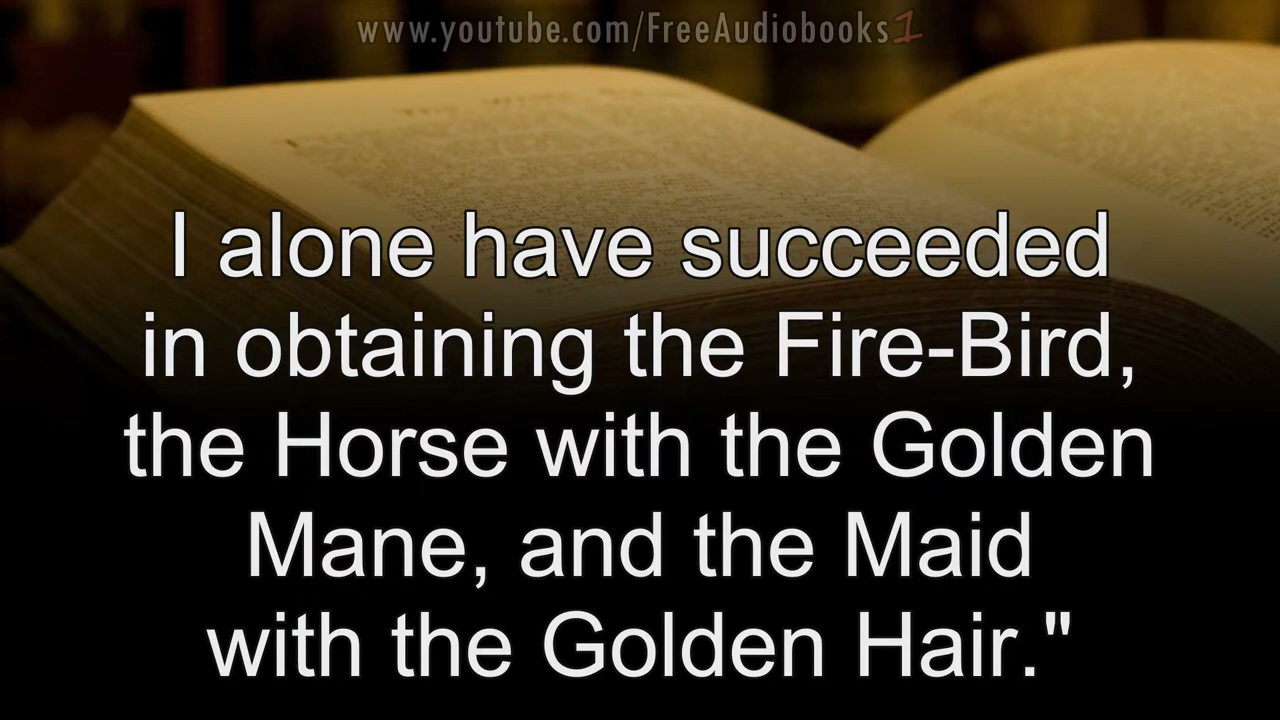 www.youtube.com/FreeAudiobooks1
I alone have succeeded
in obtaining the Fire-Bird,
the Horse with the Golden
Mane, and the Maid
with the Golden Hair."